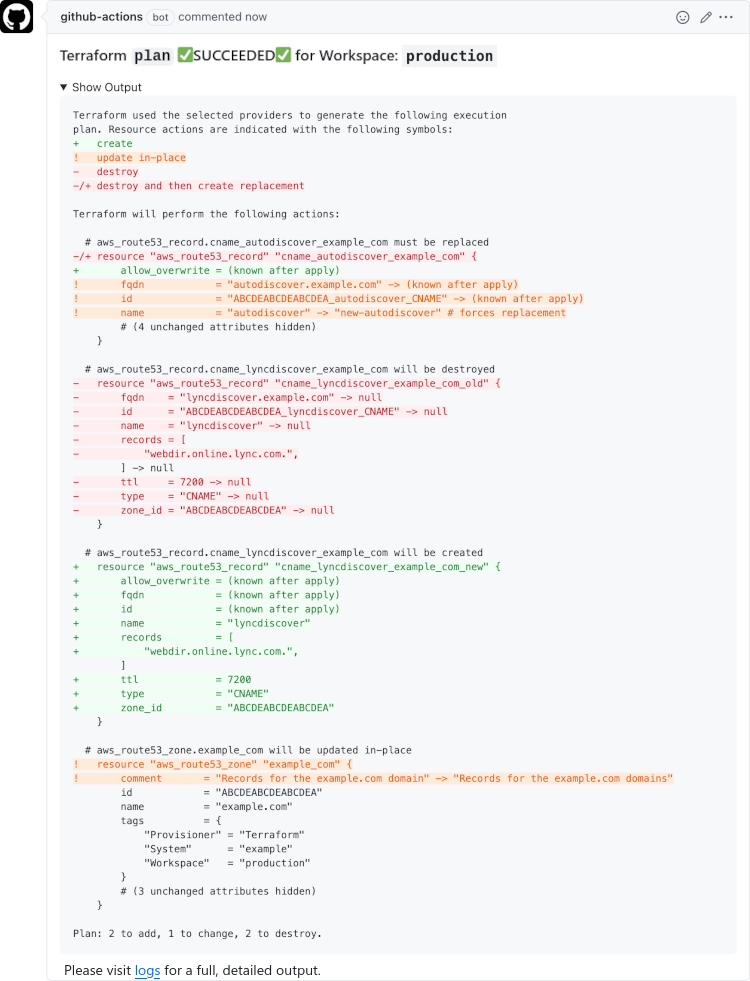 github-actions bot commented now
Terraform plan ✅SUCCEEDED✅ for Workspace: production
▼ Show Output
Terraform used the selected providers to generate the following execution
plan. Resource actions are indicated with the following symbols:
+   create
!   update in-place
-   destroy
-/+ destroy and then create replacement

Terraform will perform the following actions:

  # aws_route53_record.cname_autodiscover_example_com must be replaced
-/+ resource "aws_route53_record" "cname_autodiscover_example_com" {
+       allow_overwrite = (known after apply)
!       fqdn            = "autodiscover.example.com" -> (known after apply)
!       id              = "ABCDEABCDEABCDEA_autodiscover_CNAME" -> (known after apply)
!       name            = "autodiscover" -> "new-autodiscover" # forces replacement
        # (4 unchanged attributes hidden)
    }

  # aws_route53_record.cname_lyncdiscover_example_com will be destroyed
-   resource "aws_route53_record" "cname_lyncdiscover_example_com_old" {
-       fqdn    = "lyncdiscover.example.com" -> null
-       id      = "ABCDEABCDEABCDEA_lyncdiscover_CNAME" -> null
-       name    = "lyncdiscover" -> null
-       records = [
-           "webdir.online.lync.com.",
        ] -> null
-       ttl     = 7200 -> null
-       type    = "CNAME" -> null
-       zone_id = "ABCDEABCDEABCDEA" -> null
    }

  # aws_route53_record.cname_lyncdiscover_example_com will be created
+   resource "aws_route53_record" "cname_lyncdiscover_example_com_new" {
+       allow_overwrite = (known after apply)
+       fqdn            = (known after apply)
+       id              = (known after apply)
+       name            = "lyncdiscover"
+       records         = [
+           "webdir.online.lync.com.",
        ]
+       ttl             = 7200
+       type            = "CNAME"
+       zone_id         = "ABCDEABCDEABCDEA"
    }

  # aws_route53_zone.example_com will be updated in-place
!   resource "aws_route53_zone" "example_com" {
!       comment       = "Records for the example.com domain" -> "Records for the example.com domains"
        id            = "ABCDEABCDEABCDEA"
        name          = "example.com"
        tags          = {
            "Provisioner" = "Terraform"
            "System"      = "example"
            "Workspace"   = "production"
        }
        # (3 unchanged attributes hidden)
    }

Plan: 2 to add, 1 to change, 2 to destroy.
Please visit logs for a full, detailed output.